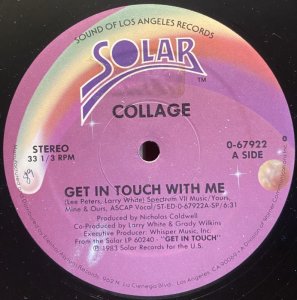 SOUND OF LOS ANGELES RECORDS
SOLAR
TM
COLLAGE
STEREO
33 1/3 RPM
0-67922
A SIDE
GET IN TOUCH WITH ME
(Lee Peters, Larry White) Spectrum VII Music/Yours,
Mine & Ours, ASCAP Vocal/ST-ED-0-67922A-SP/6:31
Produced by Nicholas Caldwell
Co-Produced by Larry White & Grady Wilkins
Executive Producer: Whisper Music, Inc.
From the Solar LP 60240 - "GET IN TOUCH"
℗ 1983 Solar Records for the U.S.